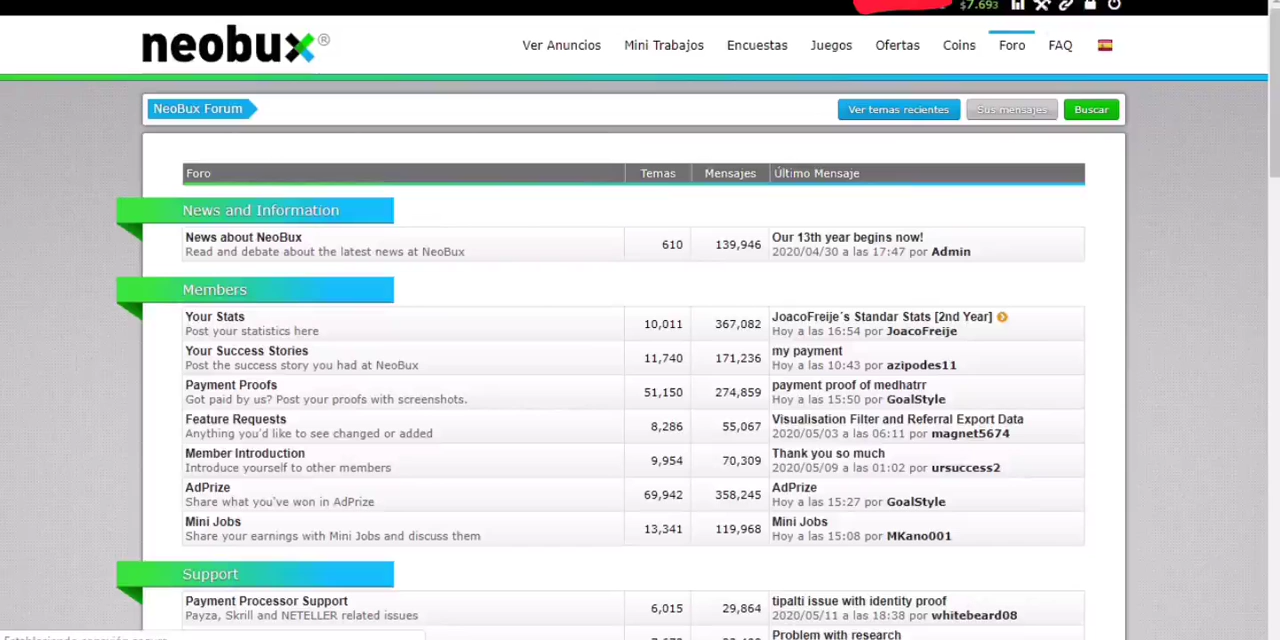 $7.693
neobux®
Ver Anuncios Mini Trabajos Encuestas Juegos Ofertas Coins Foro FAQ
NeoBux Forum Ver temas recientes Sus mensajes Buscar
Foro Temas Mensajes Último Mensaje
News and Information
News about NeoBux
Read and debate about the latest news at NeoBux
610 139,946
Our 13th year begins now!
2020/04/30 a las 17:47 por Admin
Members
Your Stats
Post your statistics here
10,011 367,082
JoacoFreije´s Standar Stats [2nd Year]
Hoy a las 16:54 por JoacoFreije
Your Success Stories
Post the success story you had at NeoBux
11,740 171,236
my payment
Hoy a las 10:43 por azipodes11
Payment Proofs
Got paid by us? Post your proofs with screenshots.
51,150 274,859
payment proof of medhatrr
Hoy a las 15:50 por GoalStyle
Feature Requests
Anything you'd like to see changed or added
8,286 55,067
Visualisation Filter and Referral Export Data
2020/05/03 a las 06:11 por magnet5674
Member Introduction
Introduce yourself to other members
9,954 70,309
Thank you so much
2020/05/09 a las 01:02 por ursuccess2
AdPrize
Share what you've won in AdPrize
69,942 358,245
AdPrize
Hoy a las 15:27 por GoalStyle
Mini Jobs
Share your earnings with Mini Jobs and discuss them
13,341 119,968
Mini Jobs
Hoy a las 15:08 por MKano001
Support
Payment Processor Support
Payza, Skrill and NETELLER related issues
6,015 29,864
tipalti issue with identity proof
2020/05/11 a las 18:38 por whitebeard08
Problem with research